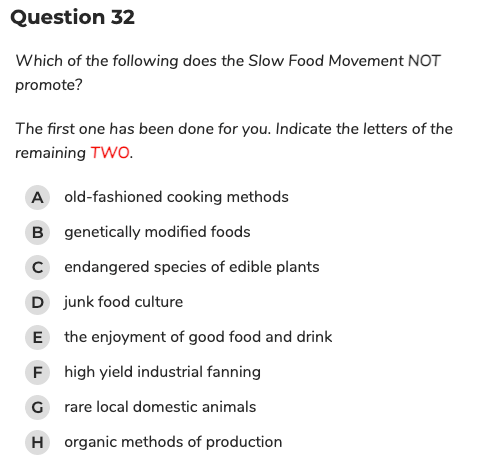 Question 32
Which of the following does the Slow Food Movement NOT
promote?
The first one has been done for you. Indicate the letters of the
remaining TWO.
A old-fashioned cooking methods
B genetically modified foods
C endangered species of edible plants
D junk food culture
E the enjoyment of good food and drink
F high yield industrial fanning
G rare local domestic animals
H organic methods of production